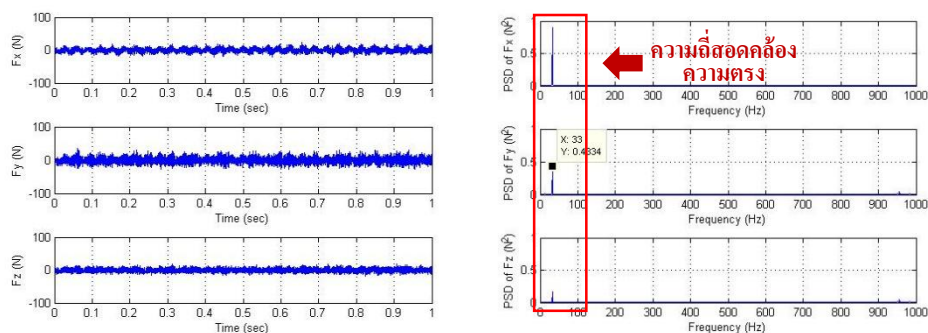 100
0
-100
Fx (N)
0 0.1 0.2 0.3 0.4 0.5 0.6 0.7 0.8 0.9 1
Time (sec)
100
0
-100
Fy (N)
0 0.1 0.2 0.3 0.4 0.5 0.6 0.7 0.8 0.9 1
Time (sec)
100
0
-100
Fz (N)
0 0.1 0.2 0.3 0.4 0.5 0.6 0.7 0.8 0.9 1
Time (sec)
1
0.5
0
PSD of Fx (N²)
ความถี่สอดคล้อง
ความตรง
0 100 200 300 400 500 600 700 800 900 1000
Frequency (Hz)
1
0.5
0
PSD of Fy (N²)
X: 33
Y: 0.4334
0 100 200 300 400 500 600 700 800 900 1000
Frequency (Hz)
1
0.5
0
PSD of Fz (N²)
0 100 200 300 400 500 600 700 800 900 1000
Frequency (Hz)